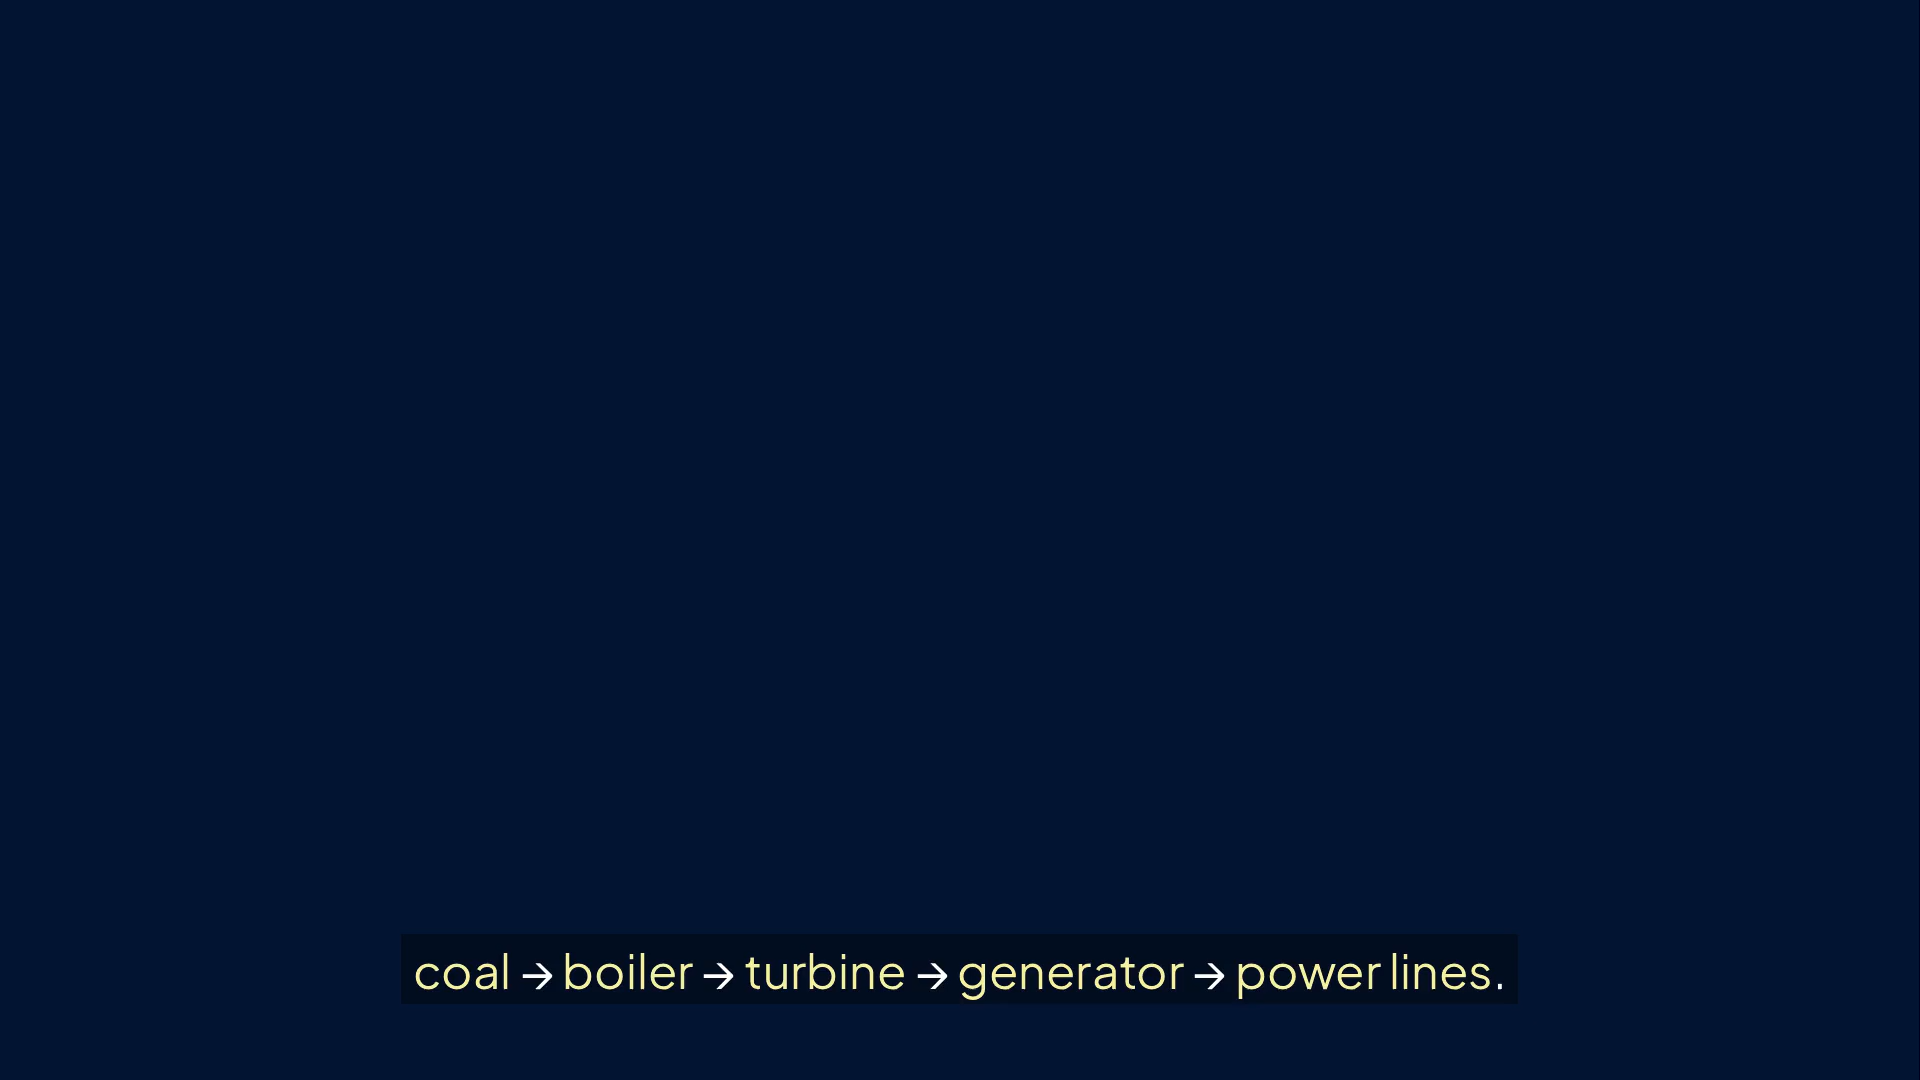 coal → boiler → turbine → generator → power lines.